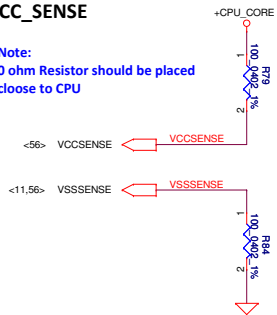 CC_SENSE
+CPU_CORE
Note:
0 ohm Resistor should be placed
cloose to CPU
1
R79
100_0402_1%
2
<56> VCCSENSE
VCCSENSE
<11,56> VSSSENSE
VSSSENSE
1
R84
100_0402_1%
2